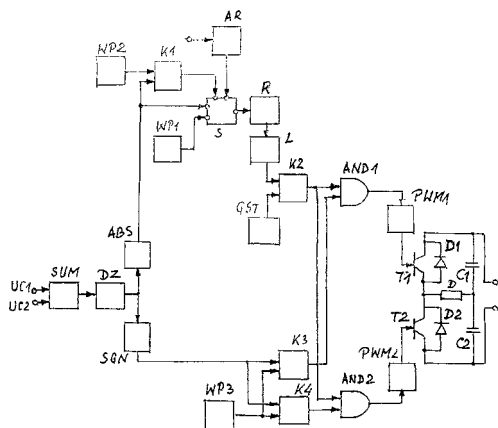 AR
WP2
K1
R
S
WP1
L
K2
AND1
GST
PWM1
ABS
D1
T1
C1
UC1
UC2
SUM
DZ
D
T2
D2
C2
SGN
K3
PWM2
WP3
K4
AND2